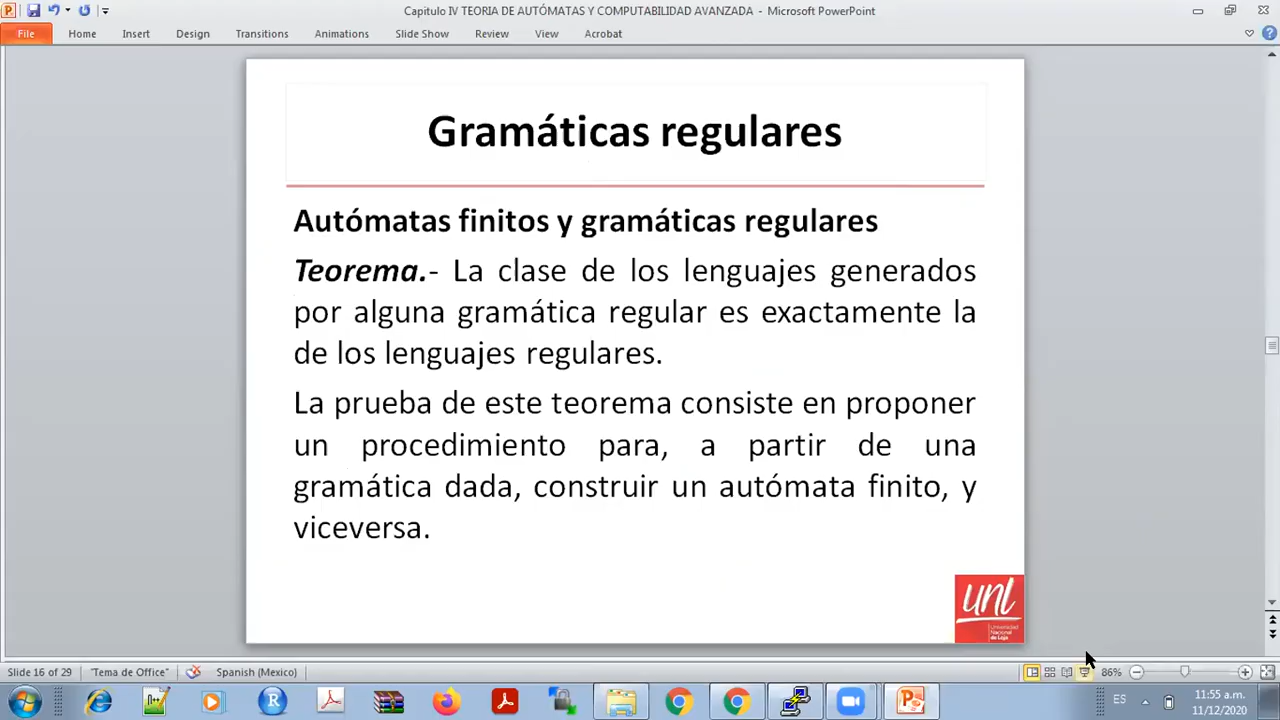 Capitulo IV TEORIA DE AUTÓMATAS Y COMPUTABILIDAD AVANZADA - Microsoft PowerPoint
File Home Insert Design Transitions Animations Slide Show Review View Acrobat
Gramáticas regulares
Autómatas finitos y gramáticas regulares
Teorema.- La clase de los lenguajes generados
por alguna gramática regular es exactamente la
de los lenguajes regulares.
La prueba de este teorema consiste en proponer
un procedimiento para, a partir de una
gramática dada, construir un autómata finito, y
viceversa.
unl
Universidad
Nacional
de Loja
Slide 16 of 29 "Tema de Office" Spanish (Mexico) 86%
ES 11:55 a.m.
11/12/2020